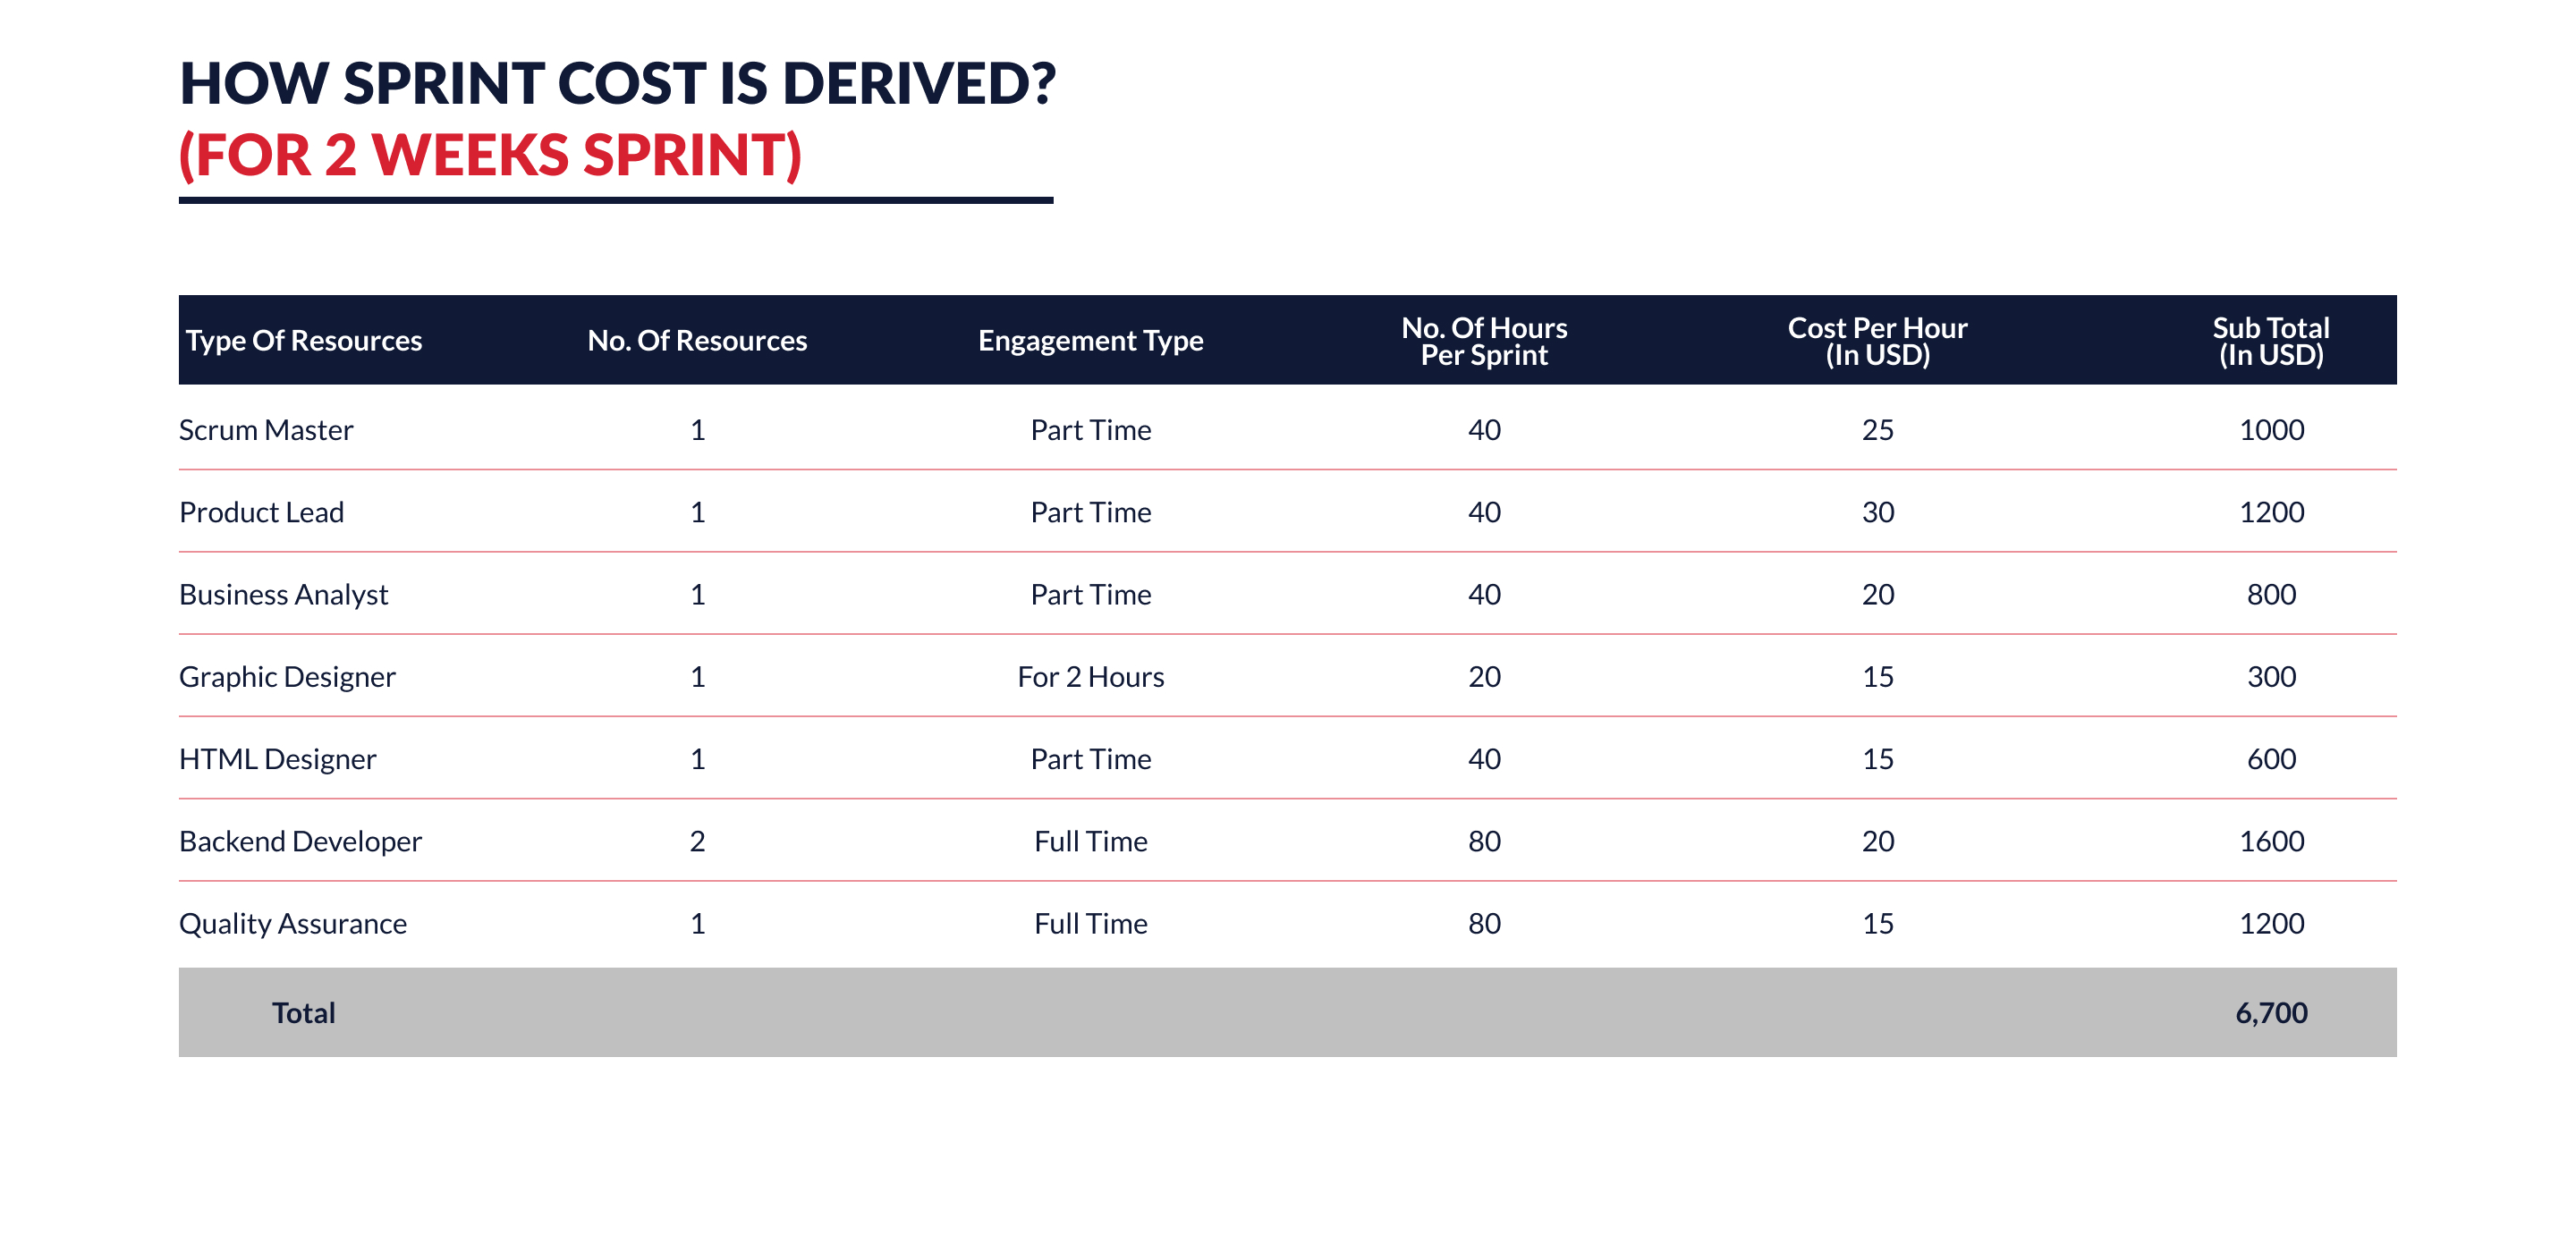 HOW SPRINT COST IS DERIVED?
(FOR 2 WEEKS SPRINT)
Type Of Resources No. Of Resources Engagement Type No. Of Hours Per Sprint Cost Per Hour (In USD) Sub Total (In USD)
Scrum Master 1 Part Time 40 25 1000
Product Lead 1 Part Time 40 30 1200
Business Analyst 1 Part Time 40 20 800
Graphic Designer 1 For 2 Hours 20 15 300
HTML Designer 1 Part Time 40 15 600
Backend Developer 2 Full Time 80 20 1600
Quality Assurance 1 Full Time 80 15 1200
Total 6,700